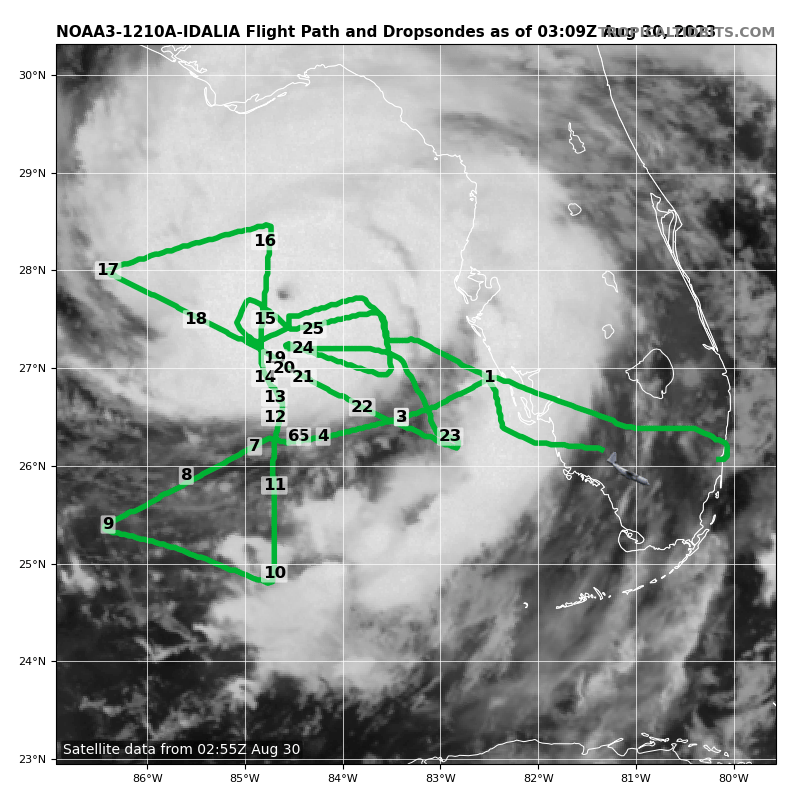 NOAA3-1210A-IDALIA Flight Path and Dropsondes as of 03:09Z Aug 30, 2023
TROPICALTIDBITS.COM
30°N
29°N
16
17
28°N
18
15
25
24
27°N
19
20
14
21
1
13
22
12
3
65
4
23
7
26°N
8
11
9
25°N
10
24°N
Satellite data from 02:55Z Aug 30
23°N
86°W
85°W
84°W
83°W
82°W
81°W
80°W